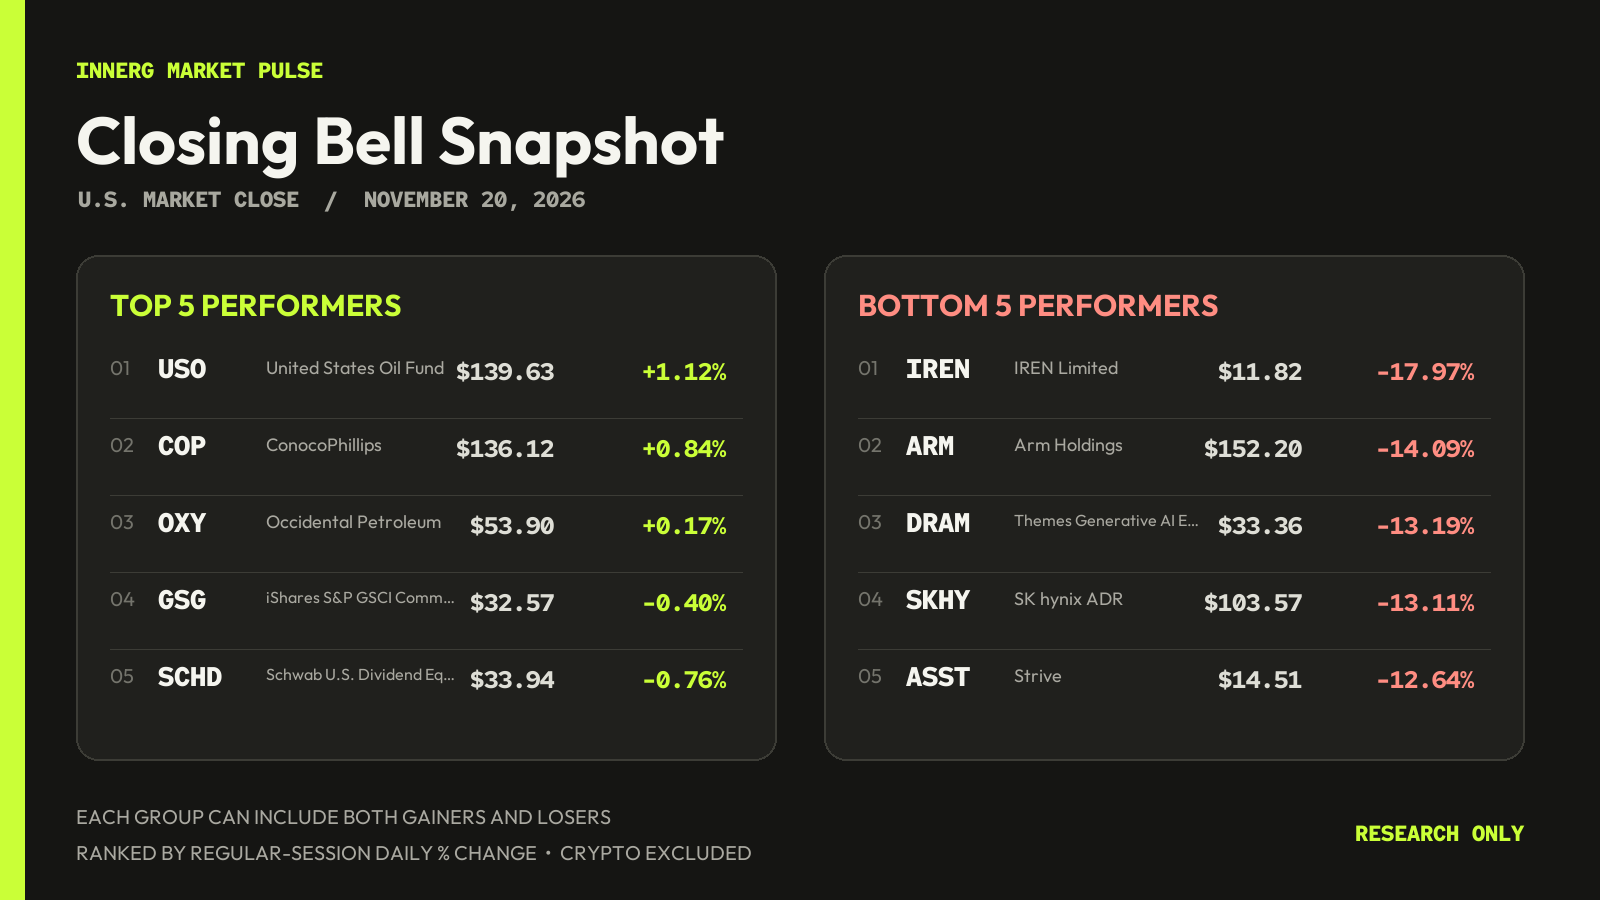 INNERG MARKET PULSE
Closing Bell Snapshot
U.S. MARKET CLOSE / NOVEMBER 20, 2026
TOP 5 PERFORMERS
01 USO United States Oil Fund $139.63 +1.12%
02 COP ConocoPhillips $136.12 +0.84%
03 OXY Occidental Petroleum $53.90 +0.17%
04 GSG iShares S&P GSCI Comm... $32.57 -0.40%
05 SCHD Schwab U.S. Dividend Eq... $33.94 -0.76%
BOTTOM 5 PERFORMERS
01 IREN IREN Limited $11.82 -17.97%
02 ARM Arm Holdings $152.20 -14.09%
03 DRAM Themes Generative AI E... $33.36 -13.19%
04 SKHY SK hynix ADR $103.57 -13.11%
05 ASST Strive $14.51 -12.64%
EACH GROUP CAN INCLUDE BOTH GAINERS AND LOSERS
RANKED BY REGULAR-SESSION DAILY % CHANGE • CRYPTO EXCLUDED
RESEARCH ONLY